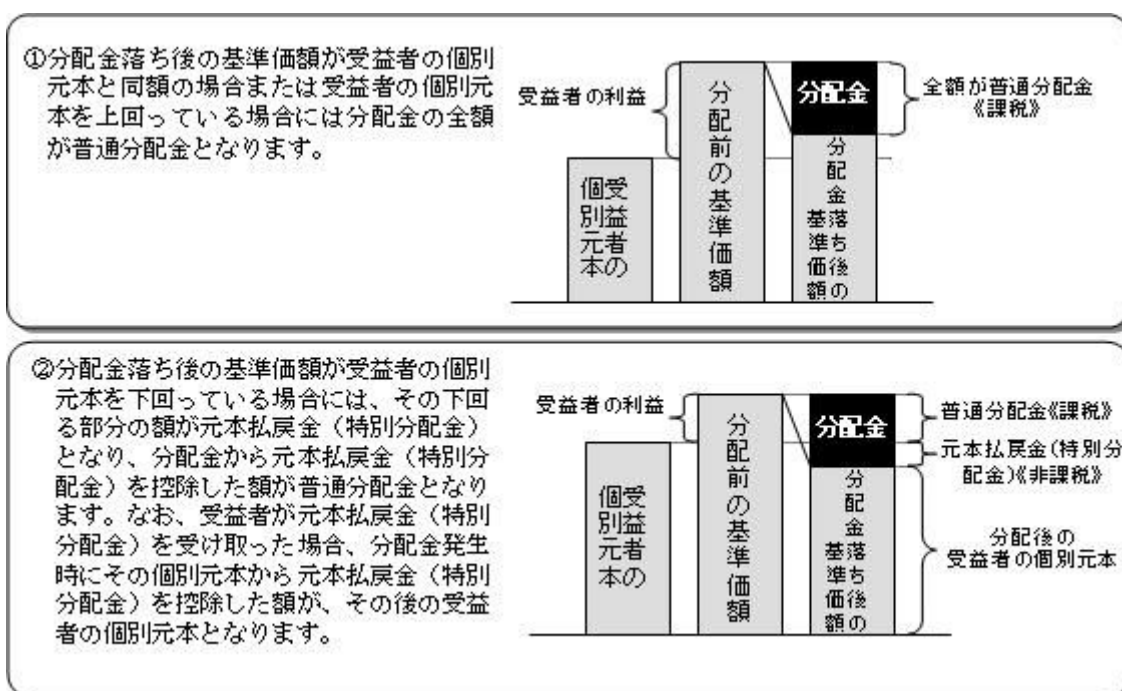 ①分配金落ち後の基準価額が受益者の個別
元本と同額の場合または受益者の個別元
本を上回っている場合には分配金の全額
が普通分配金となります。
受益者の利益
受益者の
個別元本
分配前の基準価額
分配金
分配金落ち後の
基準価額
全額が普通分配金
《課税》
②分配金落ち後の基準価額が受益者の個別
元本を下回っている場合には、その下回
る部分の額が元本払戻金（特別分配金）
となり、分配金から元本払戻金（特別分
配金）を控除した額が普通分配金となり
ます。なお、受益者が元本払戻金（特別
分配金）を受け取った場合、分配金発生
時にその個別元本から元本払戻金（特別
分配金）を控除した額が、その後の受益
者の個別元本となります。
受益者の利益
受益者の
個別元本
分配前の基準価額
分配金
分配金落ち後の
基準価額
普通分配金《課税》
元本払戻金(特別分
配金)《非課税》
分配後の
受益者の個別元本